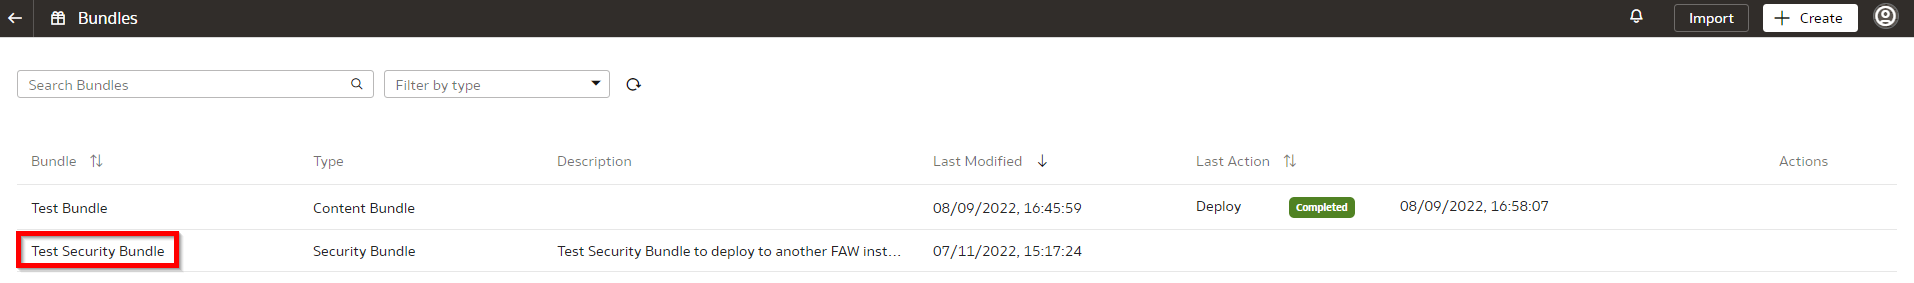 Bundles Import Create
Search Bundles Filter by type
Bundle Type Description Last Modified Last Action Actions
Test Bundle Content Bundle 08/09/2022, 16:45:59 Deploy Completed 08/09/2022, 16:58:07
Test Security Bundle Security Bundle Test Security Bundle to deploy to another FAW inst... 07/11/2022, 15:17:24